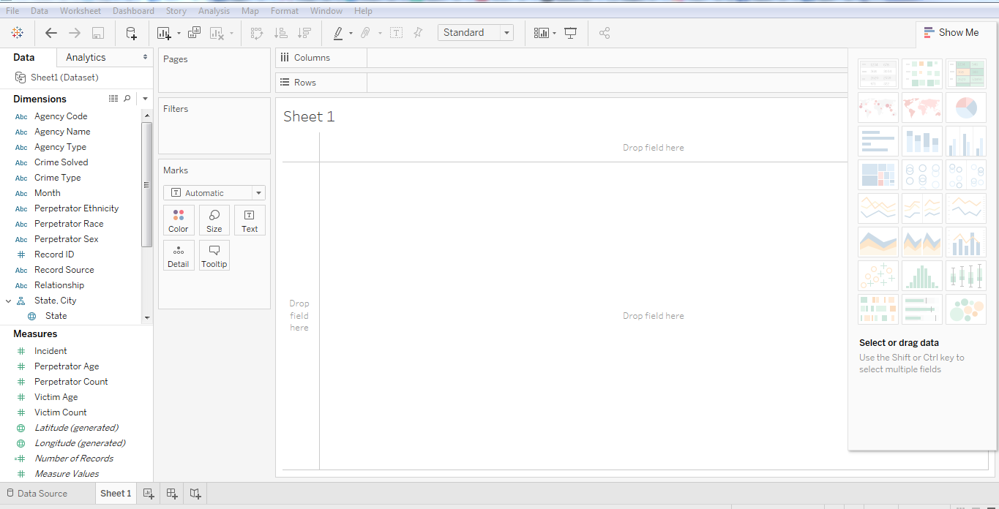 File Data Worksheet Dashboard Story Analysis Map Format Window Help
Standard
Show Me
Data Analytics
Sheet1 (Dataset)
Dimensions
Abc Agency Code
Abc Agency Name
Abc Agency Type
Abc Crime Solved
Abc Crime Type
Abc Month
Abc Perpetrator Ethnicity
Abc Perpetrator Race
Abc Perpetrator Sex
# Record ID
Abc Record Source
Abc Relationship
State, City
State
Measures
# Incident
# Perpetrator Age
# Perpetrator Count
# Victim Age
# Victim Count
Latitude (generated)
Longitude (generated)
=# Number of Records
# Measure Values
Pages
Filters
Marks
T Automatic
Color Size Text
Detail Tooltip
Columns
Rows
Sheet 1
Drop field here
Drop
field
here
Drop field here
Select or drag data
Use the Shift or Ctrl key to
select multiple fields
Data Source Sheet 1